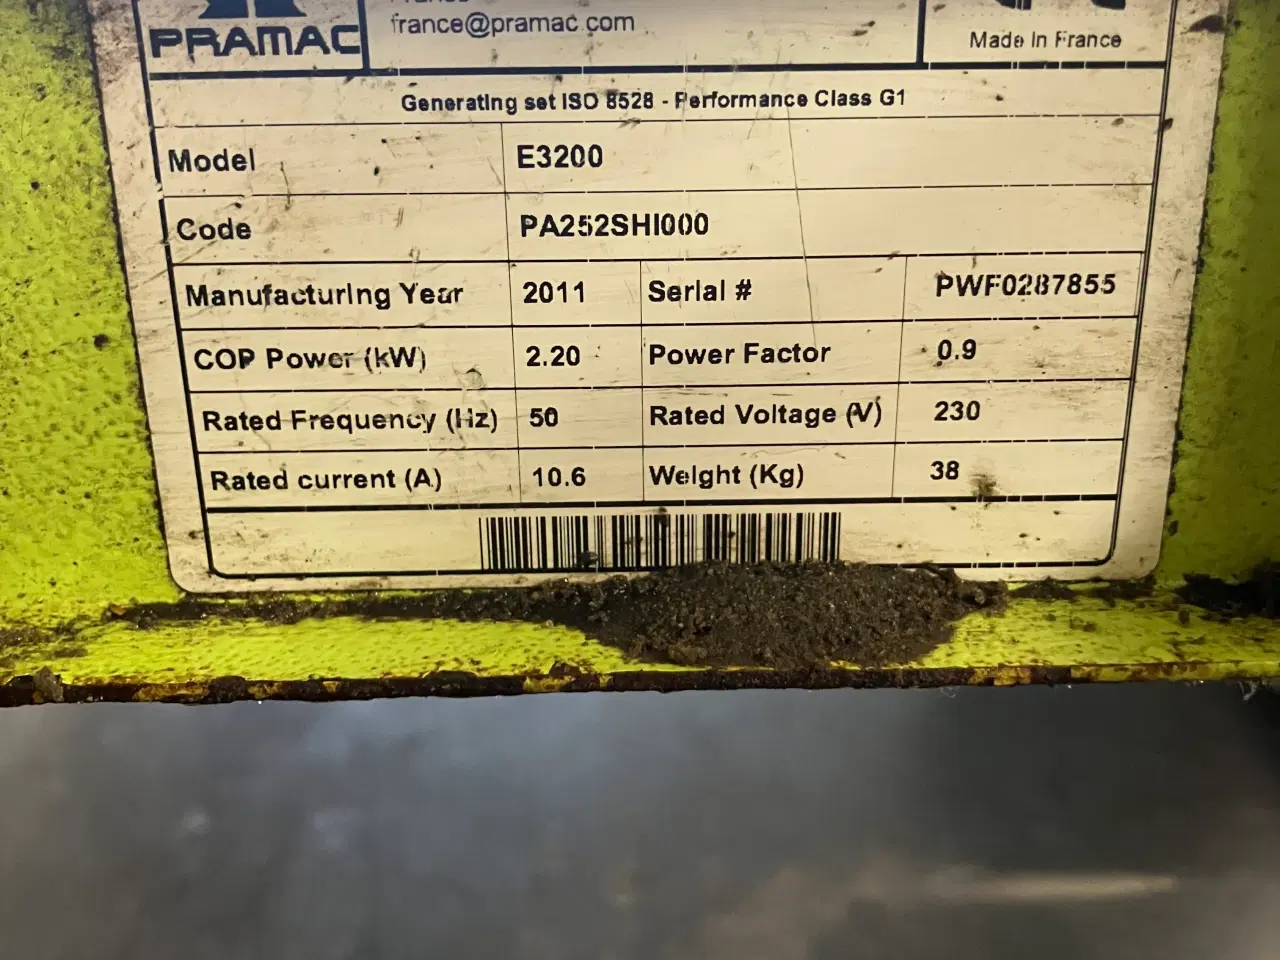 PRAMAC
france@pramac.com
Made In France
Generating set ISO 8528 - Performance Class G1
Model E3200
Code PA252SHI000
Manufacturing Year 2011 Serial # PWF0287855
COP Power (kW) 2.20 Power Factor 0.9
Rated Frequency (Hz) 50 Rated Voltage (V) 230
Rated current (A) 10.6 Weight (Kg) 38